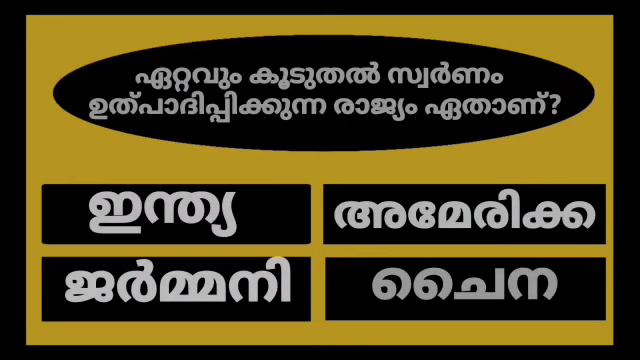 ഏറ്റവും കൂടുതൽ സ്വർണം
ഉത്പാദിപ്പിക്കുന്ന രാജ്യം ഏതാണ്?
ഇന്ത്യ
അമേരിക്ക
ജർമ്മനി
ചൈന